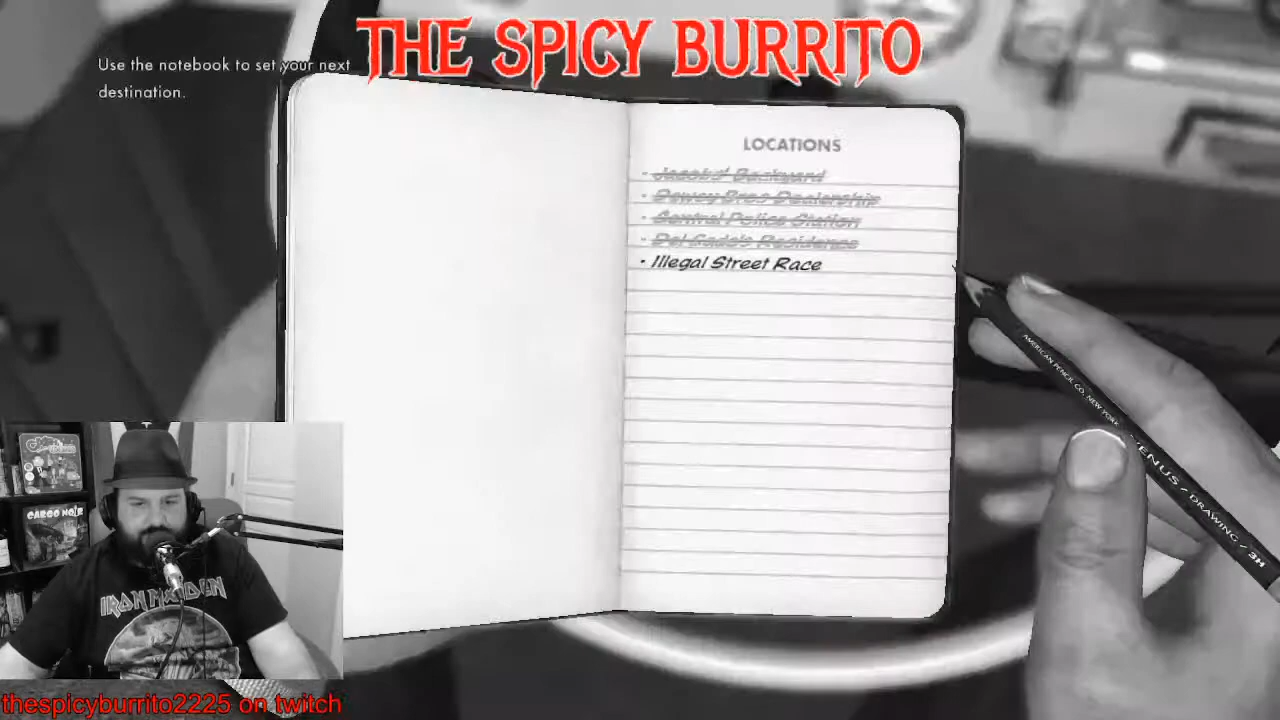 THE SPICY BURRITO
Use the notebook to set your next
destination.
LOCATIONS
- Jacobs' Backyard
- Dewey Bros Dealership
- Central Police Station
- Del Gado's Residence
- Illegal Street Race
AMERICAN PENCIL CO. NEW YORK
VENUS / DRAWING / 3H
CARGO NOIR
IRON MAIDEN
thespicyburrito2225 on twitch